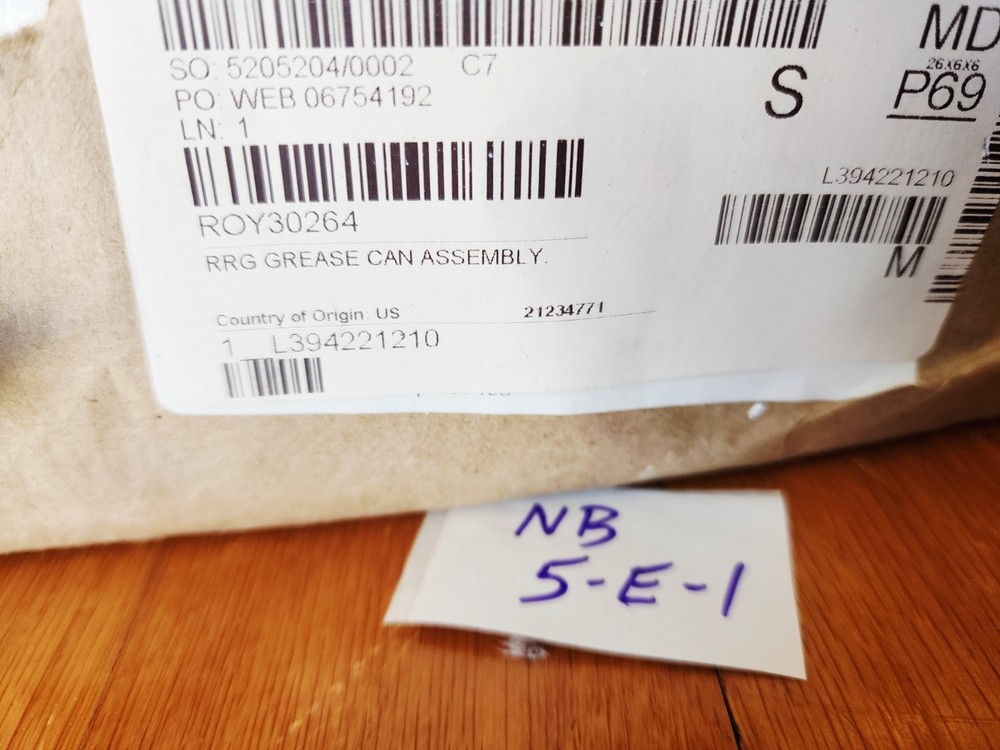 SO: 5205204/0002 C7
PO: WEB 06754192
LN: 1
S
MD
26X6X6
P69
ROY30264
RRG GREASE CAN ASSEMBLY.
L394221210
M
Country of Origin: US 21234771
1 L394221210
NB
5-E-1